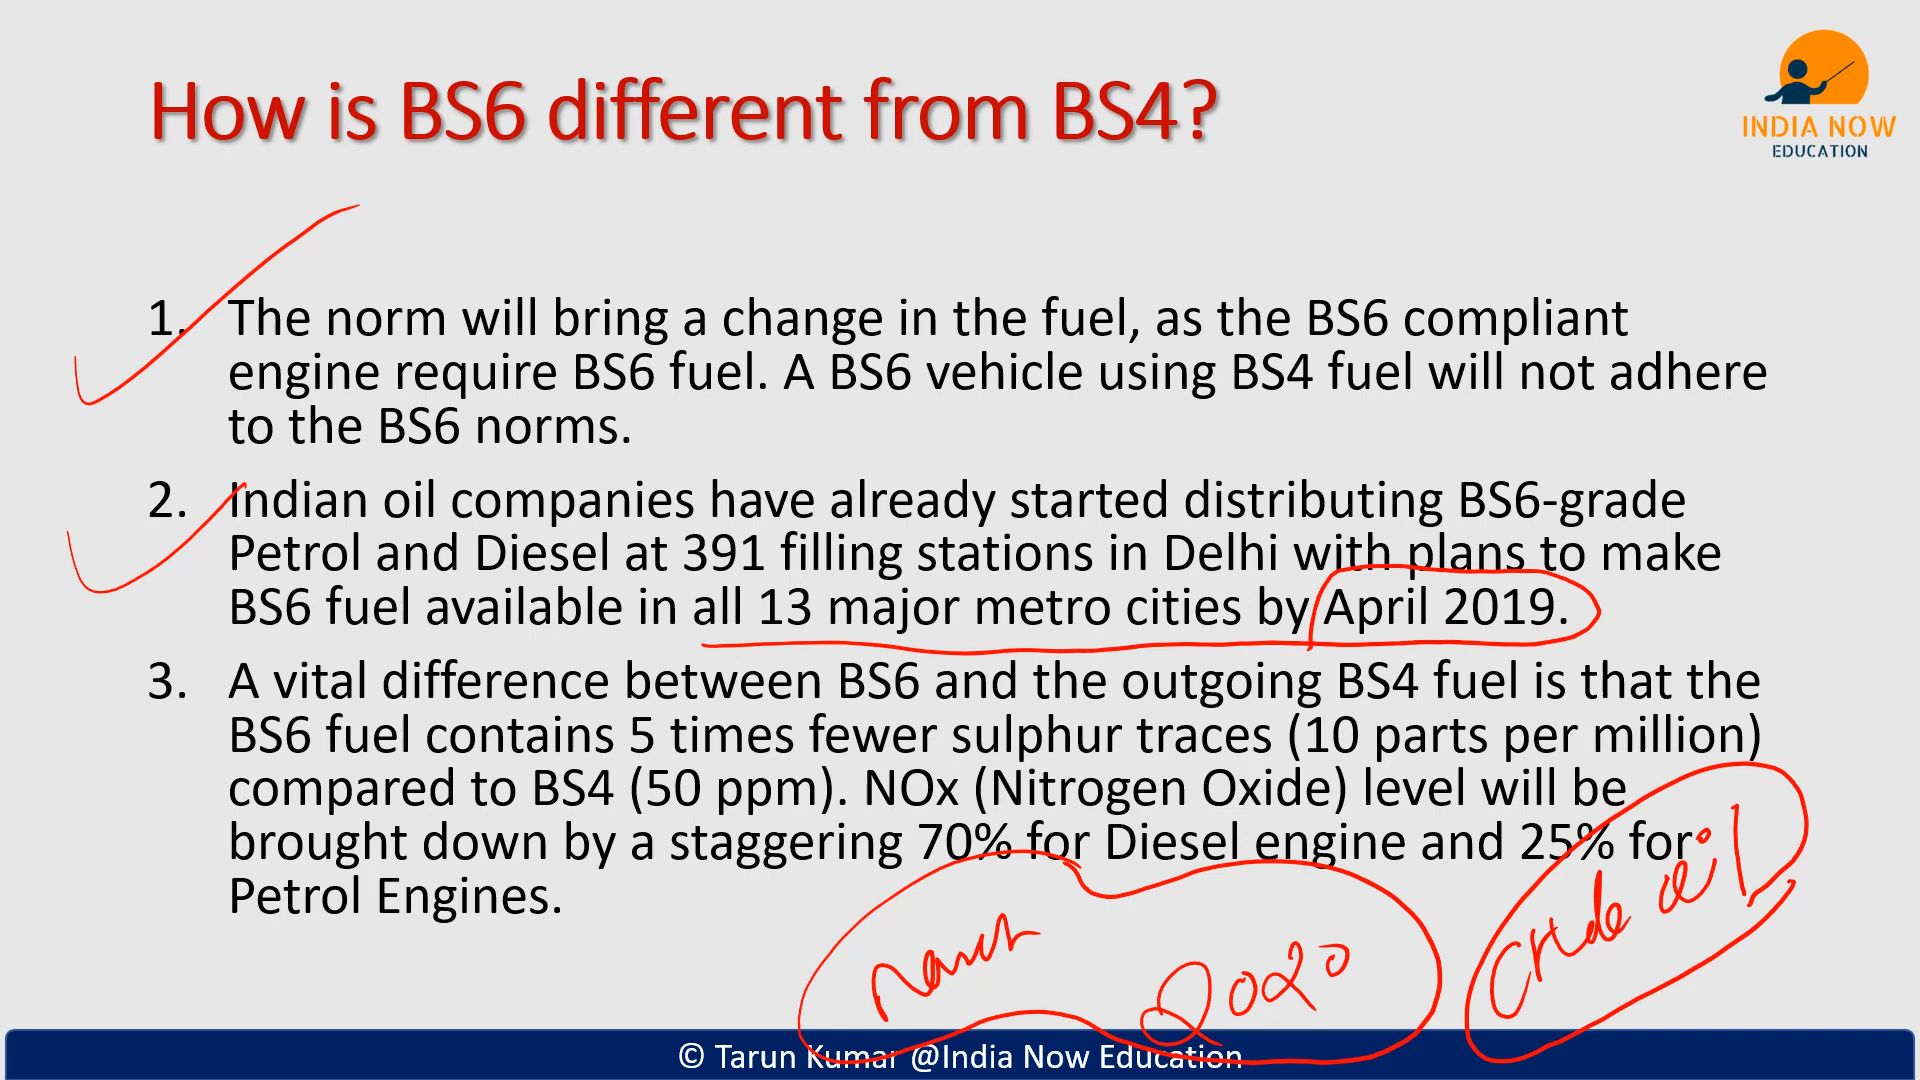 How is BS6 different from BS4?
INDIA NOW
EDUCATION
1. The norm will bring a change in the fuel, as the BS6 compliant
engine require BS6 fuel. A BS6 vehicle using BS4 fuel will not adhere
to the BS6 norms.
2. Indian oil companies have already started distributing BS6-grade
Petrol and Diesel at 391 filling stations in Delhi with plans to make
BS6 fuel available in all 13 major metro cities by April 2019.
3. A vital difference between BS6 and the outgoing BS4 fuel is that the
BS6 fuel contains 5 times fewer sulphur traces (10 parts per million)
compared to BS4 (50 ppm). NOx (Nitrogen Oxide) level will be
brought down by a staggering 70% for Diesel engine and 25% for
Petrol Engines.
March 2020
Crude oil
© Tarun Kumar @India Now Education